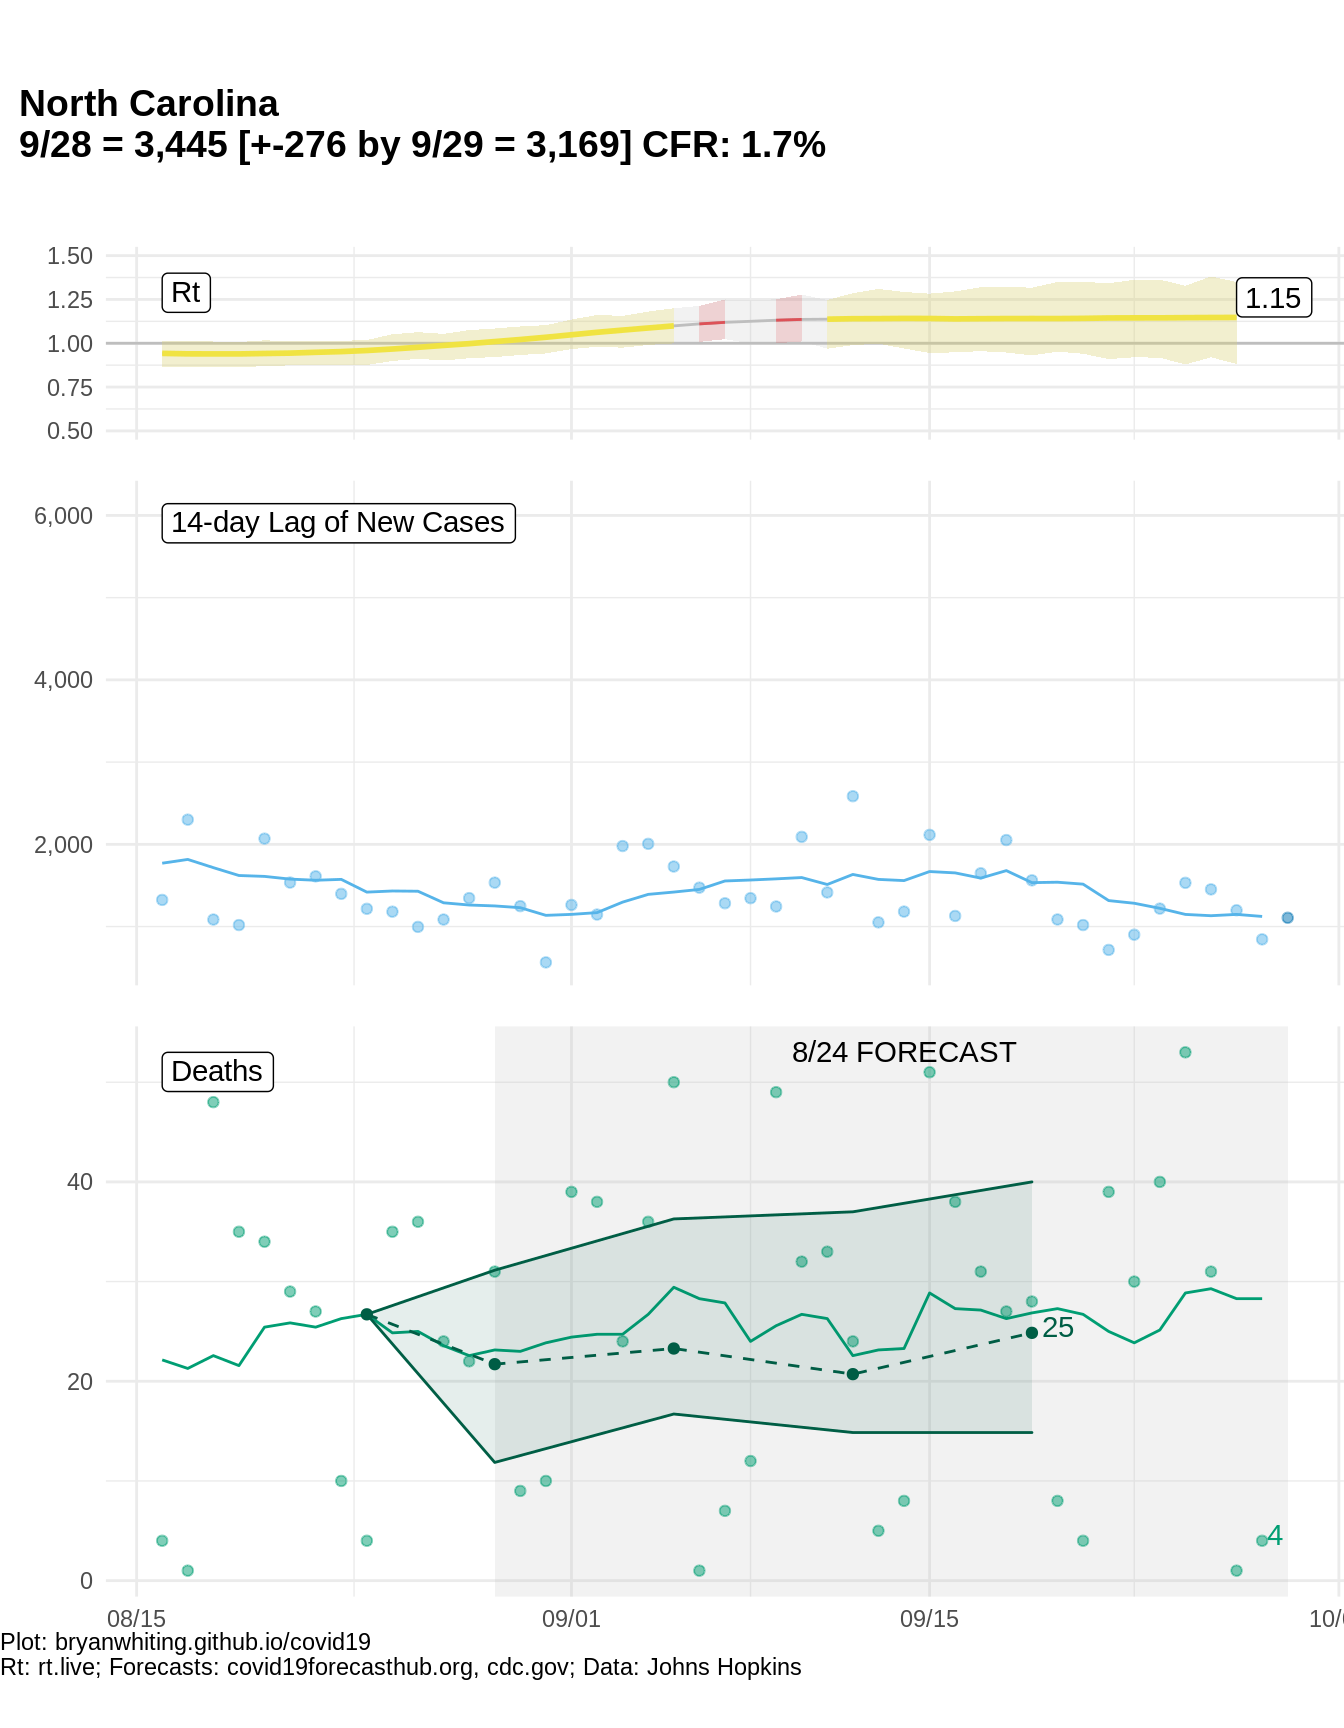 North Carolina
9/28 = 3,445 [+-276 by 9/29 = 3,169] CFR: 1.7%
1.50
1.25
1.00
0.75
0.50
Rt
1.15
6,000
4,000
2,000
14-day Lag of New Cases
40
20
0
Deaths
8/24 FORECAST
25
4
08/15
09/01
09/15
10/
Plot: bryanwhiting.github.io/covid19
Rt: rt.live; Forecasts: covid19forecasthub.org, cdc.gov; Data: Johns Hopkins